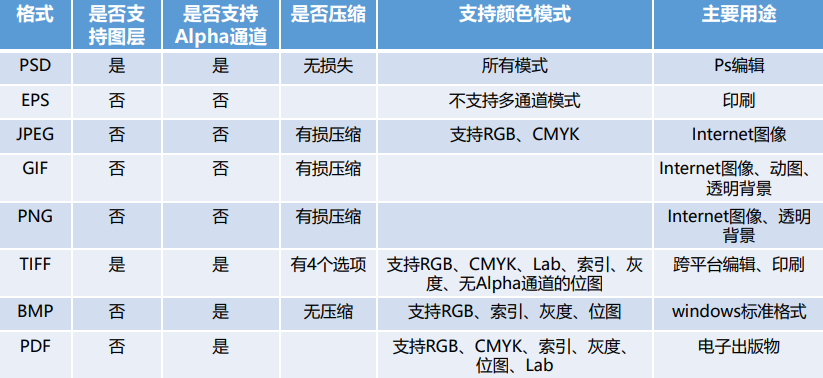 格式 是否支持图层 是否支持Alpha通道 是否压缩 支持颜色模式 主要用途
PSD 是 是 无损失 所有模式 Ps编辑
EPS 否 否 不支持多通道模式 印刷
JPEG 否 否 有损压缩 支持RGB、CMYK Internet图像
GIF 否 否 有损压缩 Internet图像、动图、透明背景
PNG 否 否 有损压缩 Internet图像、透明背景
TIFF 是 是 有4个选项 支持RGB、CMYK、Lab、索引、灰度、无Alpha通道的位图 跨平台编辑、印刷
BMP 否 是 无压缩 支持RGB、索引、灰度、位图 windows标准格式
PDF 否 是 支持RGB、CMYK、索引、灰度、位图、Lab 电子出版物